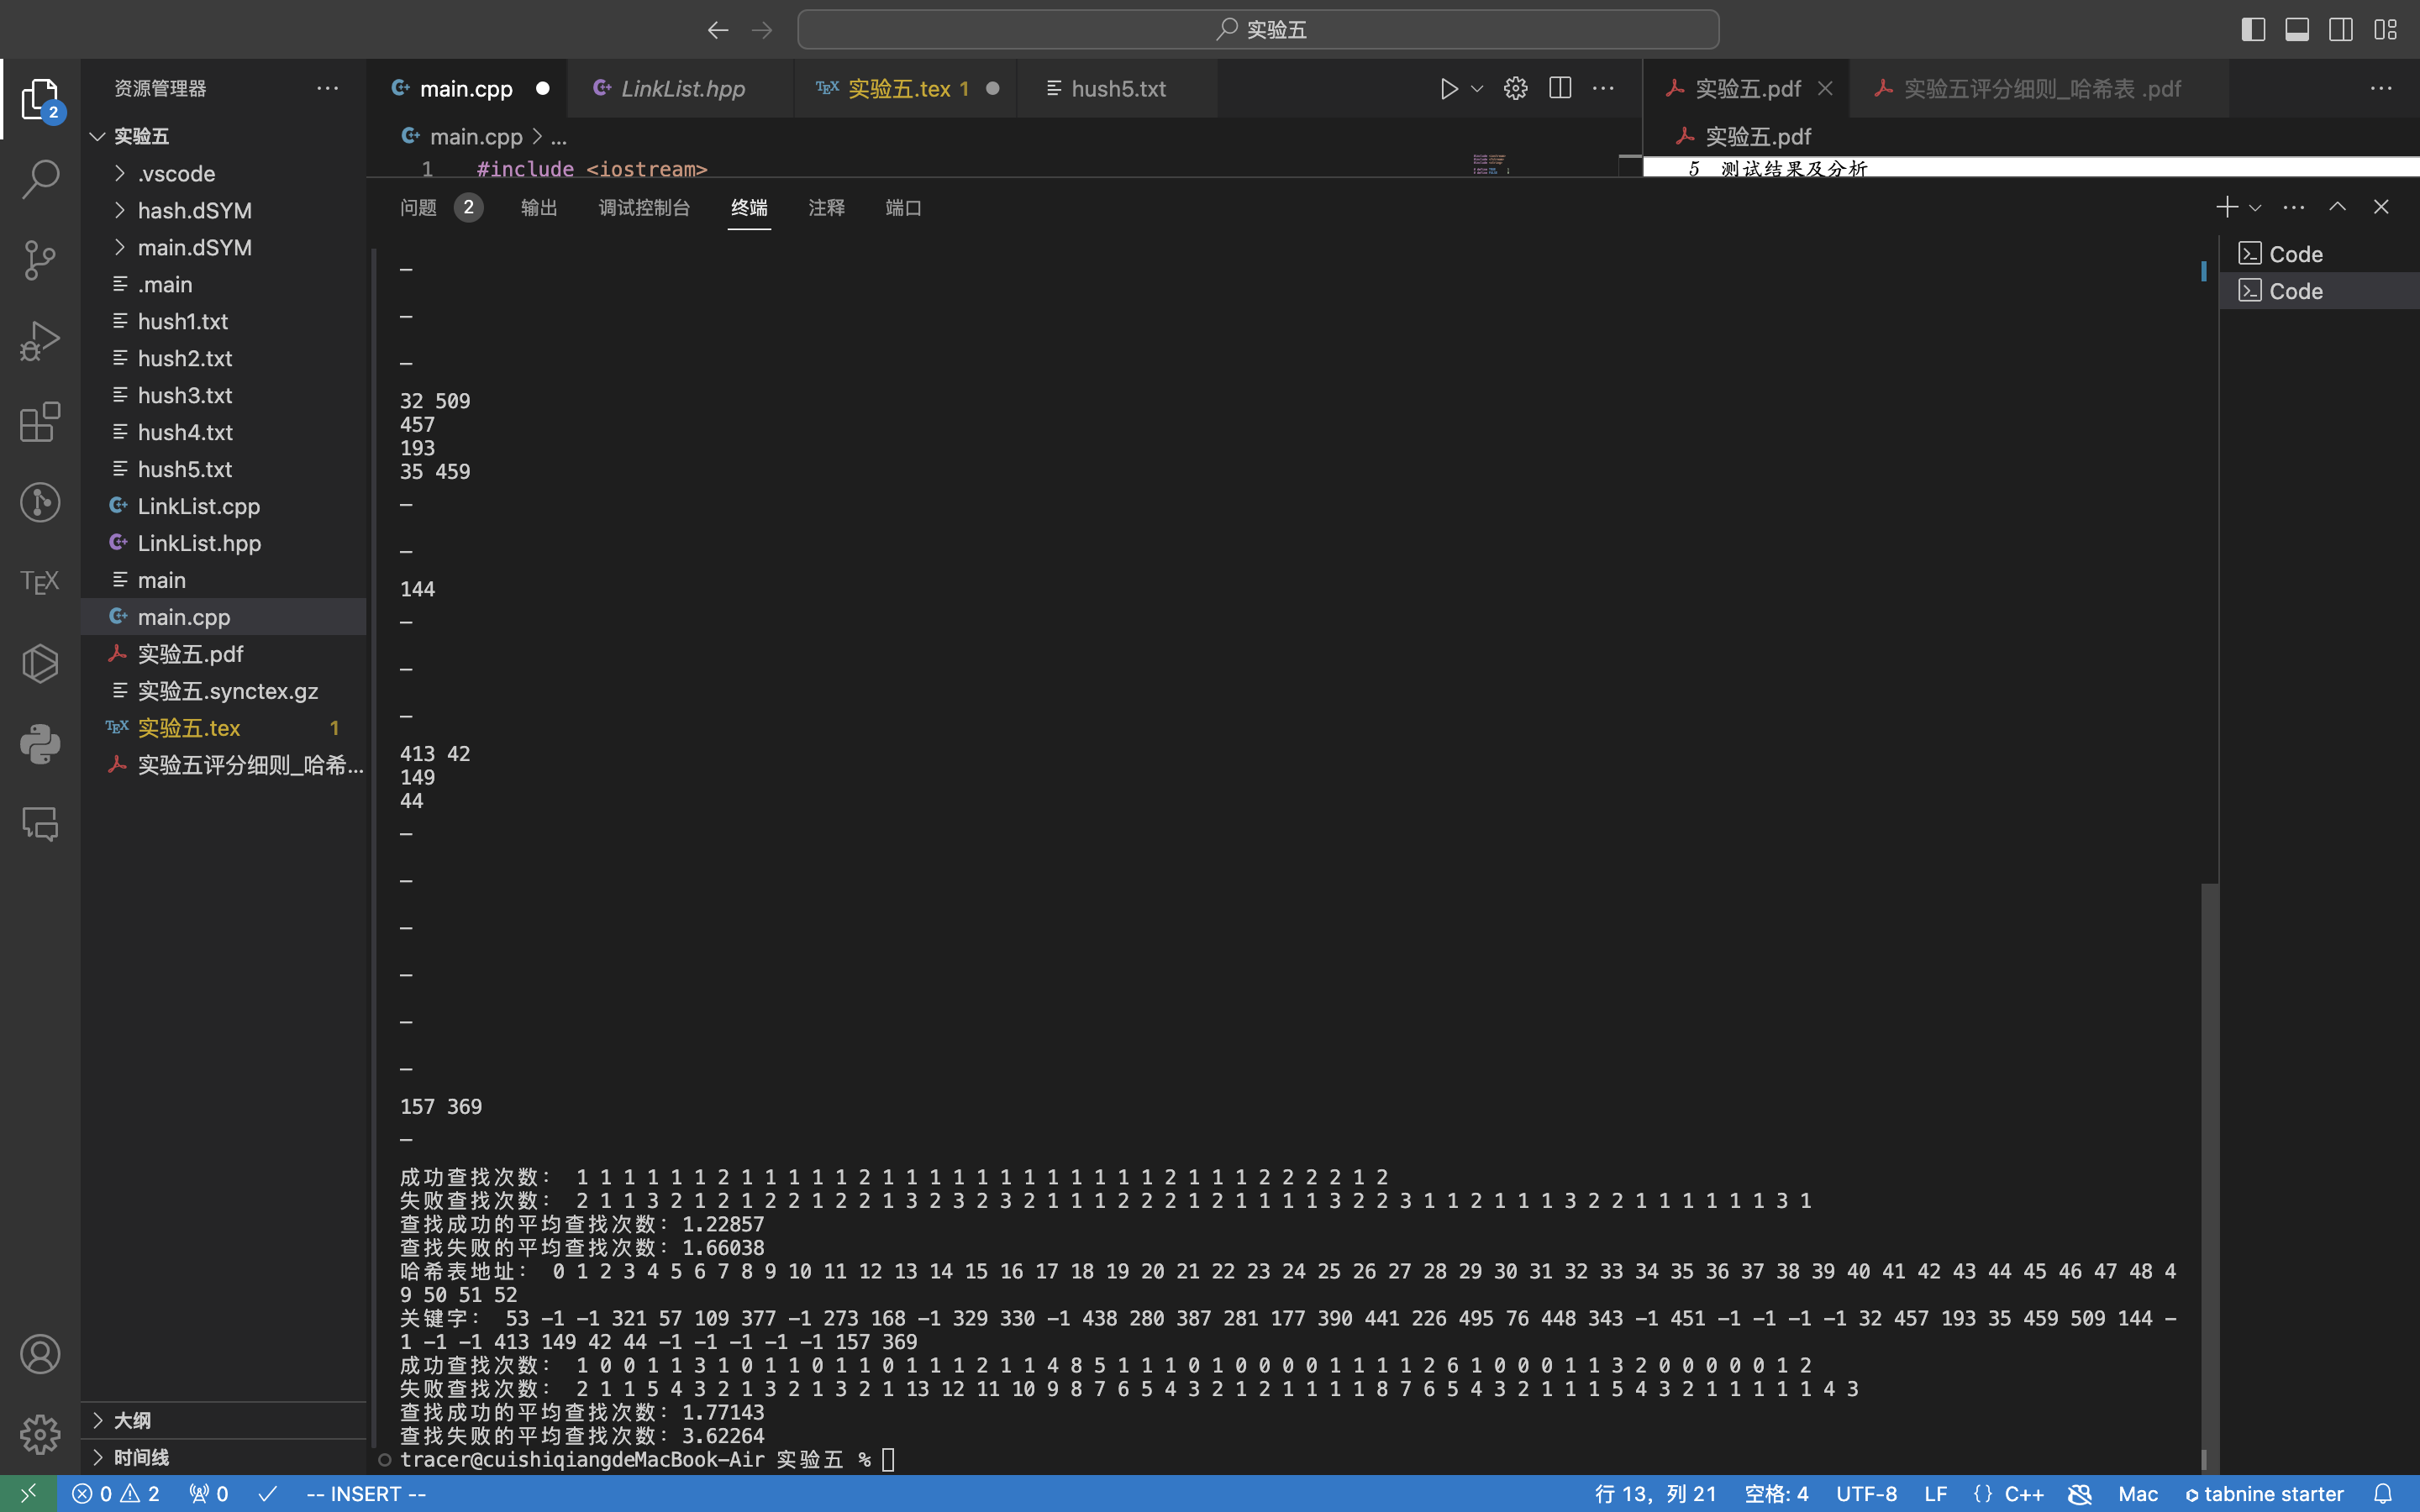 实验五
资源管理器
main.cpp
LinkList.hpp
TEX 实验五.tex 1
hush5.txt
实验五.pdf
实验五评分细则_哈希表 .pdf
2
实验五
main.cpp > ...
实验五.pdf
1 #include <iostream>
5 测试结果及分析
.vscode
hash.dSYM
main.dSYM
.main
hush1.txt
hush2.txt
hush3.txt
hush4.txt
hush5.txt
LinkList.cpp
LinkList.hpp
TEX
main
main.cpp
实验五.pdf
实验五.synctex.gz
TEX 实验五.tex 1
实验五评分细则_哈希...
大纲
时间线
问题 2 输出 调试控制台 终端 注释 端口
Code
Code
—
—
—
32 509
457
193
35 459
—
—
144
—
—
—
413 42
149
44
—
—
—
—
—
—
157 369
—
成功查找次数： 1 1 1 1 1 1 2 1 1 1 1 1 2 1 1 1 1 1 1 1 1 1 1 1 1 2 1 1 1 2 2 2 2 1 2
失败查找次数： 2 1 1 3 2 1 2 1 2 2 1 2 2 1 3 2 3 2 3 2 1 1 1 2 2 2 1 2 1 1 1 1 3 2 2 3 1 1 2 1 1 1 3 2 2 1 1 1 1 1 1 3 1
查找成功的平均查找次数：1.22857
查找失败的平均查找次数：1.66038
哈希表地址： 0 1 2 3 4 5 6 7 8 9 10 11 12 13 14 15 16 17 18 19 20 21 22 23 24 25 26 27 28 29 30 31 32 33 34 35 36 37 38 39 40 41 42 43 44 45 46 47 48 4
9 50 51 52
关键字： 53 -1 -1 321 57 109 377 -1 273 168 -1 329 330 -1 438 280 387 281 177 390 441 226 495 76 448 343 -1 451 -1 -1 -1 -1 32 457 193 35 459 509 144 -
1 -1 -1 413 149 42 44 -1 -1 -1 -1 -1 157 369
成功查找次数： 1 0 0 1 1 3 1 0 1 1 0 1 1 0 1 1 1 2 1 1 4 8 5 1 1 1 0 1 0 0 0 0 1 1 1 1 2 6 1 0 0 0 1 1 3 2 0 0 0 0 0 1 2
失败查找次数： 2 1 1 5 4 3 2 1 3 2 1 3 2 1 13 12 11 10 9 8 7 6 5 4 3 2 1 2 1 1 1 1 8 7 6 5 4 3 2 1 1 1 5 4 3 2 1 1 1 1 1 4 3
查找成功的平均查找次数：1.77143
查找失败的平均查找次数：3.62264
tracer@cuishiqiangdeMacBook-Air 实验五 %
0 2 0 -- INSERT -- 行 13，列 21 空格: 4 UTF-8 LF {} C++ Mac tabnine starter